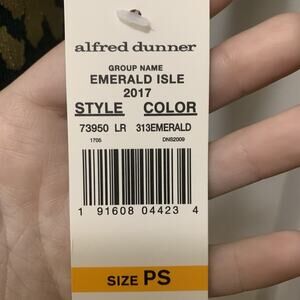 alfred dunner
GROUP NAME
EMERALD ISLE
2017
STYLE COLOR
73950 LR 313EMERALD
1705 DNS2009
1 91608 04423 4
SIZE PS